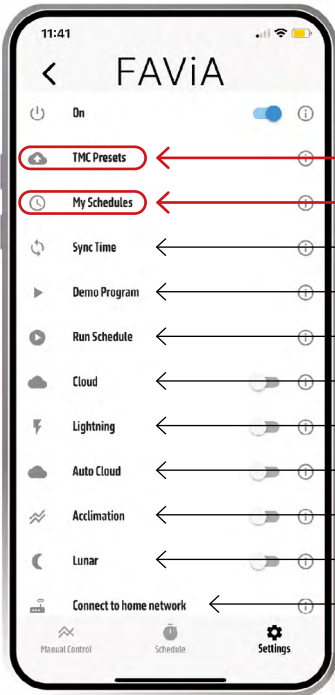 11:41
FAViA
On
TMC Presets
My Schedules
Sync Time
Demo Program
Run Schedule
Cloud
Lightning
Auto Cloud
Acclimation
Lunar
Connect to home network
Manual Control Schedule Settings